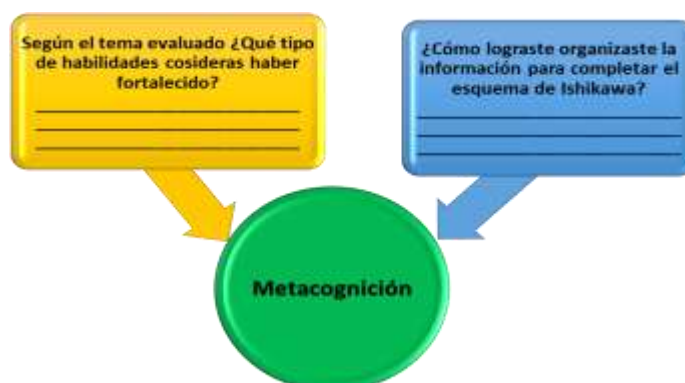 Según el tema evaluado ¿Qué tipo
de habilidades cosideras haber
fortalecido?
¿Cómo lograste organizaste la
información para completar el
esquema de Ishikawa?
Metacognición